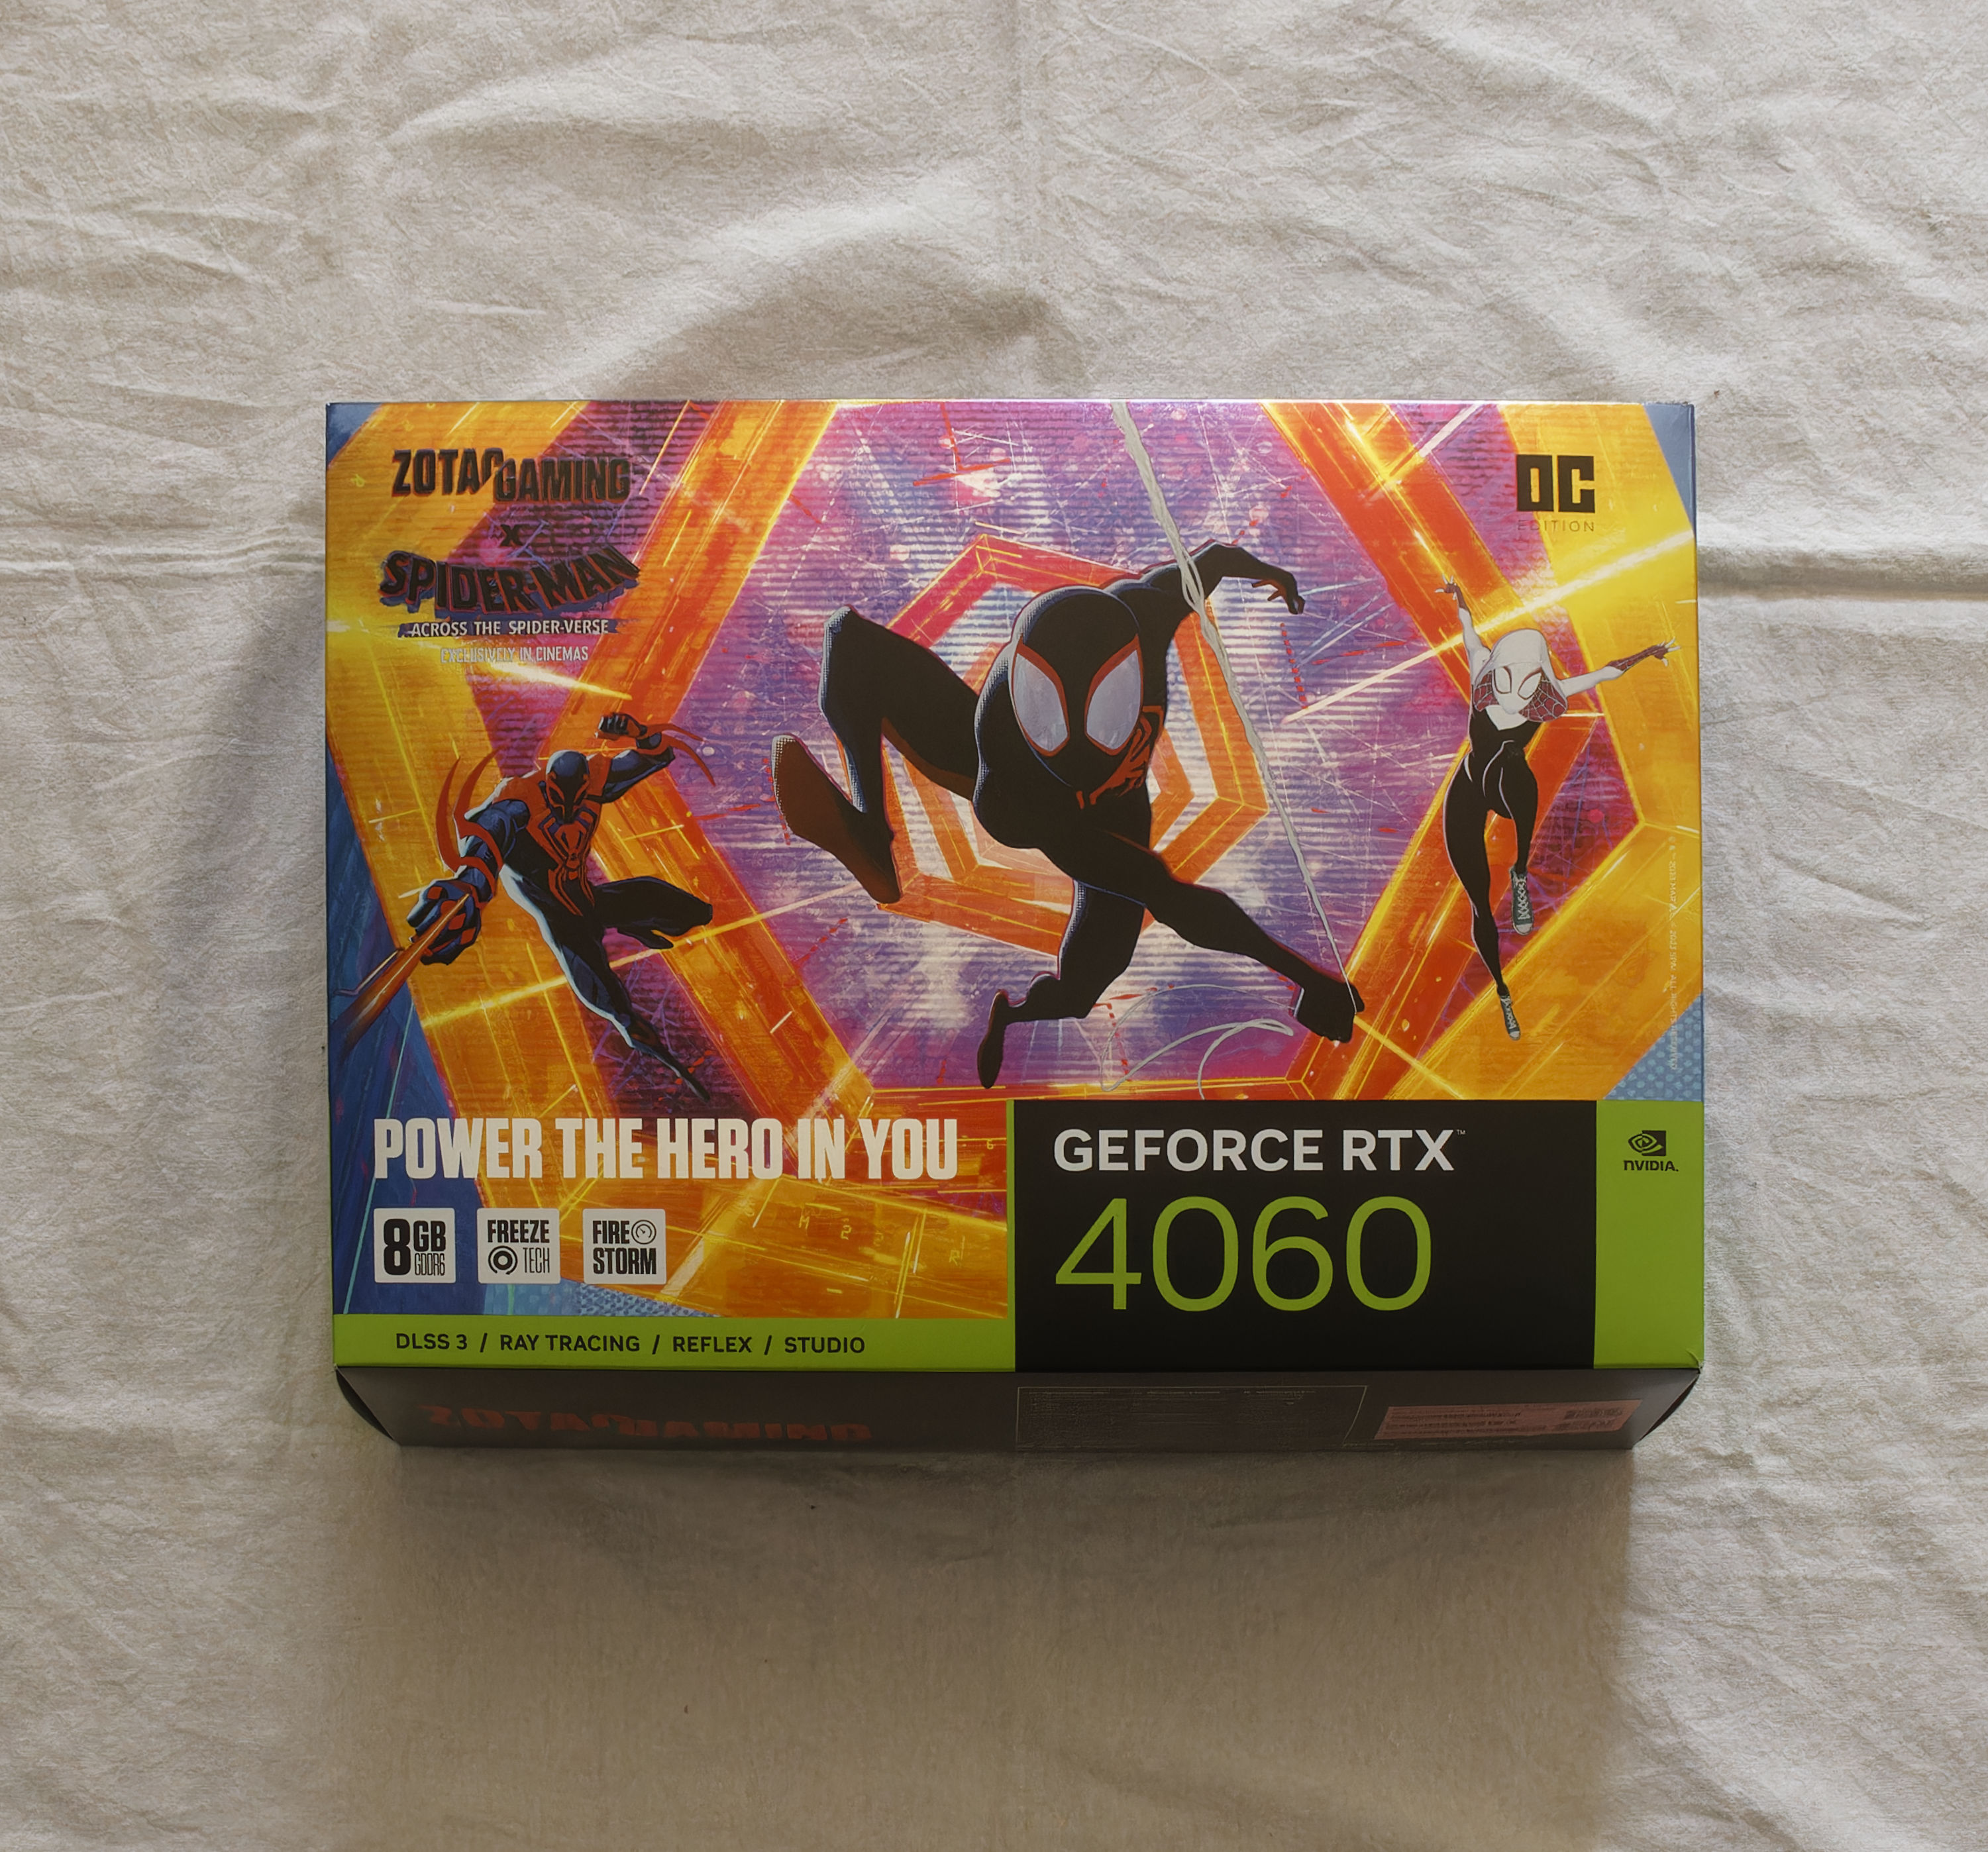 ZOTAC GAMING
X
SPIDER-MAN
ACROSS THE SPIDER-VERSE
EXCLUSIVELY IN CINEMAS
OC
EDITION
POWER THE HERO IN YOU
8GB
GDDR6
FREEZE
TECH
FIRE
STORM
GEFORCE RTX™
4060
NVIDIA.
DLSS 3 / RAY TRACING / REFLEX / STUDIO
ZOTAC GAMING